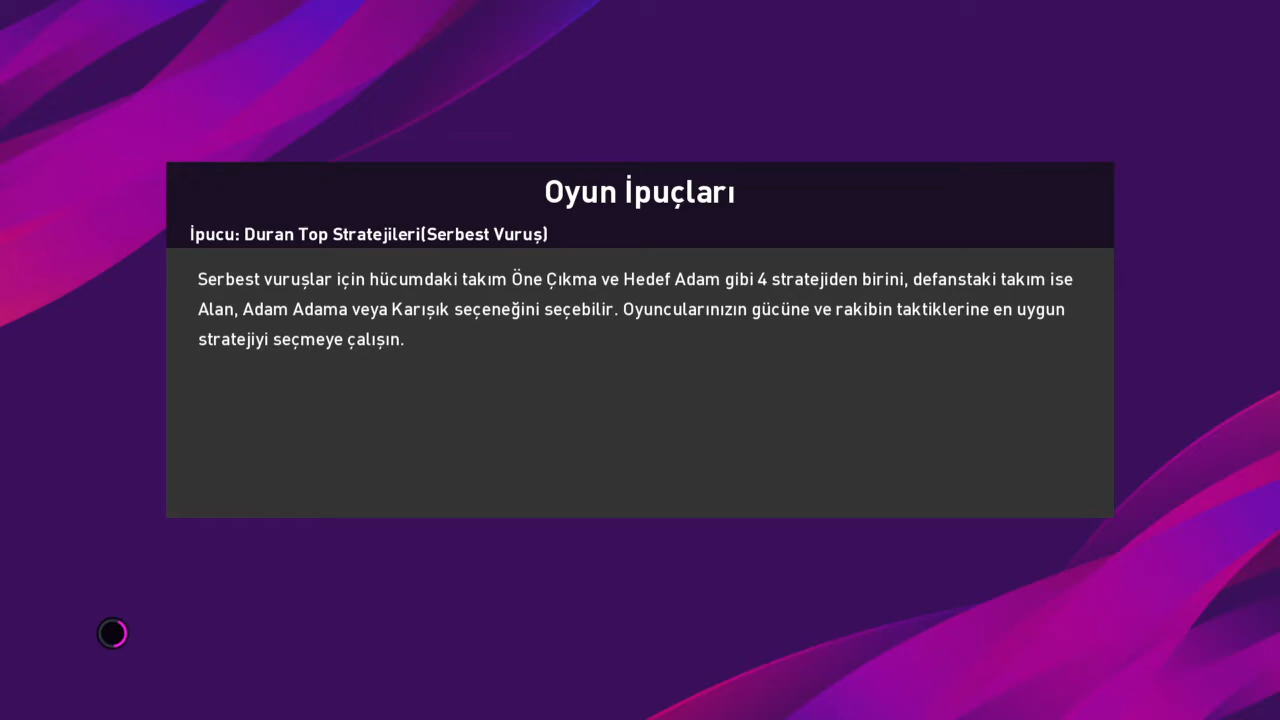 Oyun İpuçları
İpucu: Duran Top Stratejileri(Serbest Vuruş)
Serbest vuruşlar için hücumdaki takım Öne Çıkma ve Hedef Adam gibi 4 stratejiden birini, defanstaki takım ise
Alan, Adam Adama veya Karışık seçeneğini seçebilir. Oyuncularınızın gücüne ve rakibin taktiklerine en uygun
stratejiyi seçmeye çalışın.